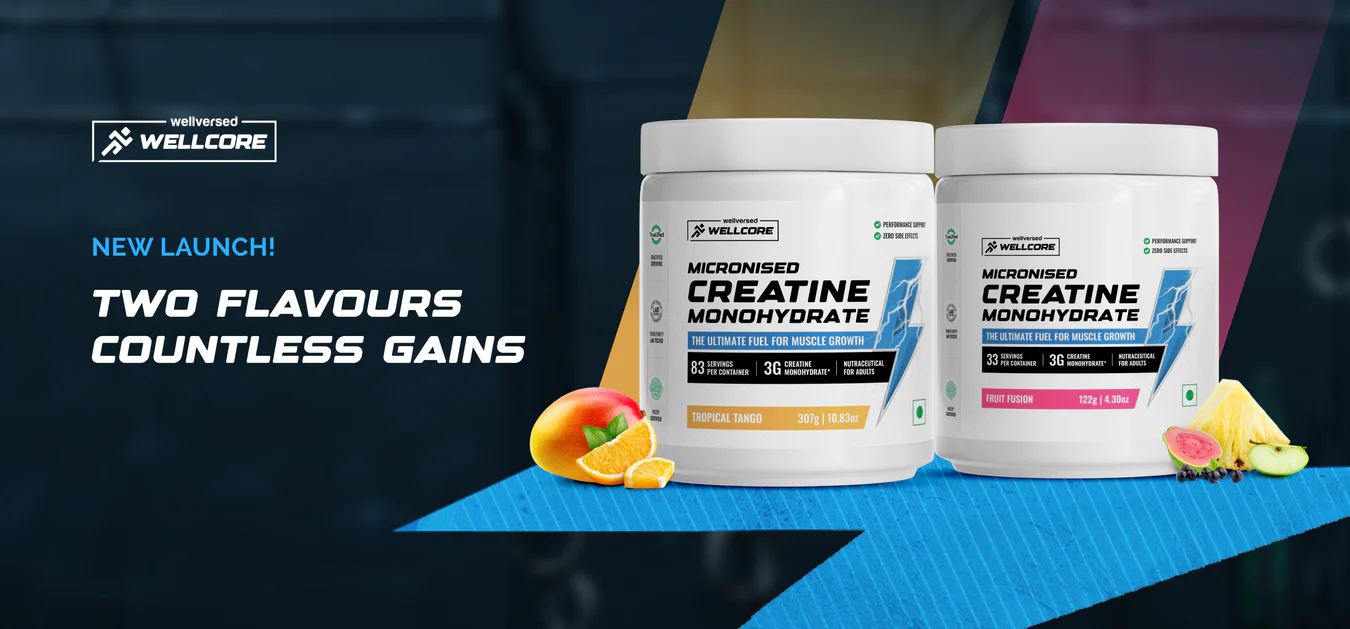 wellversed
WELLCORE
NEW LAUNCH!
TWO FLAVOURS
COUNTLESS GAINS
wellversed
WELLCORE
PERFORMANCE SUPPORT
ZERO SIDE EFFECTS
MICRONISED
CREATINE
MONOHYDRATE
THE ULTIMATE FUEL FOR MUSCLE GROWTH
83 SERVINGS PER CONTAINER
3G CREATINE MONOHYDRATE*
NUTRACEUTICAL FOR ADULTS
TROPICAL TANGO 307g | 10.83oz
wellversed
WELLCORE
PERFORMANCE SUPPORT
ZERO SIDE EFFECTS
MICRONISED
CREATINE
MONOHYDRATE
THE ULTIMATE FUEL FOR MUSCLE GROWTH
33 SERVINGS PER CONTAINER
3G CREATINE MONOHYDRATE*
NUTRACEUTICAL FOR ADULTS
FRUIT FUSION 122g | 4.30oz